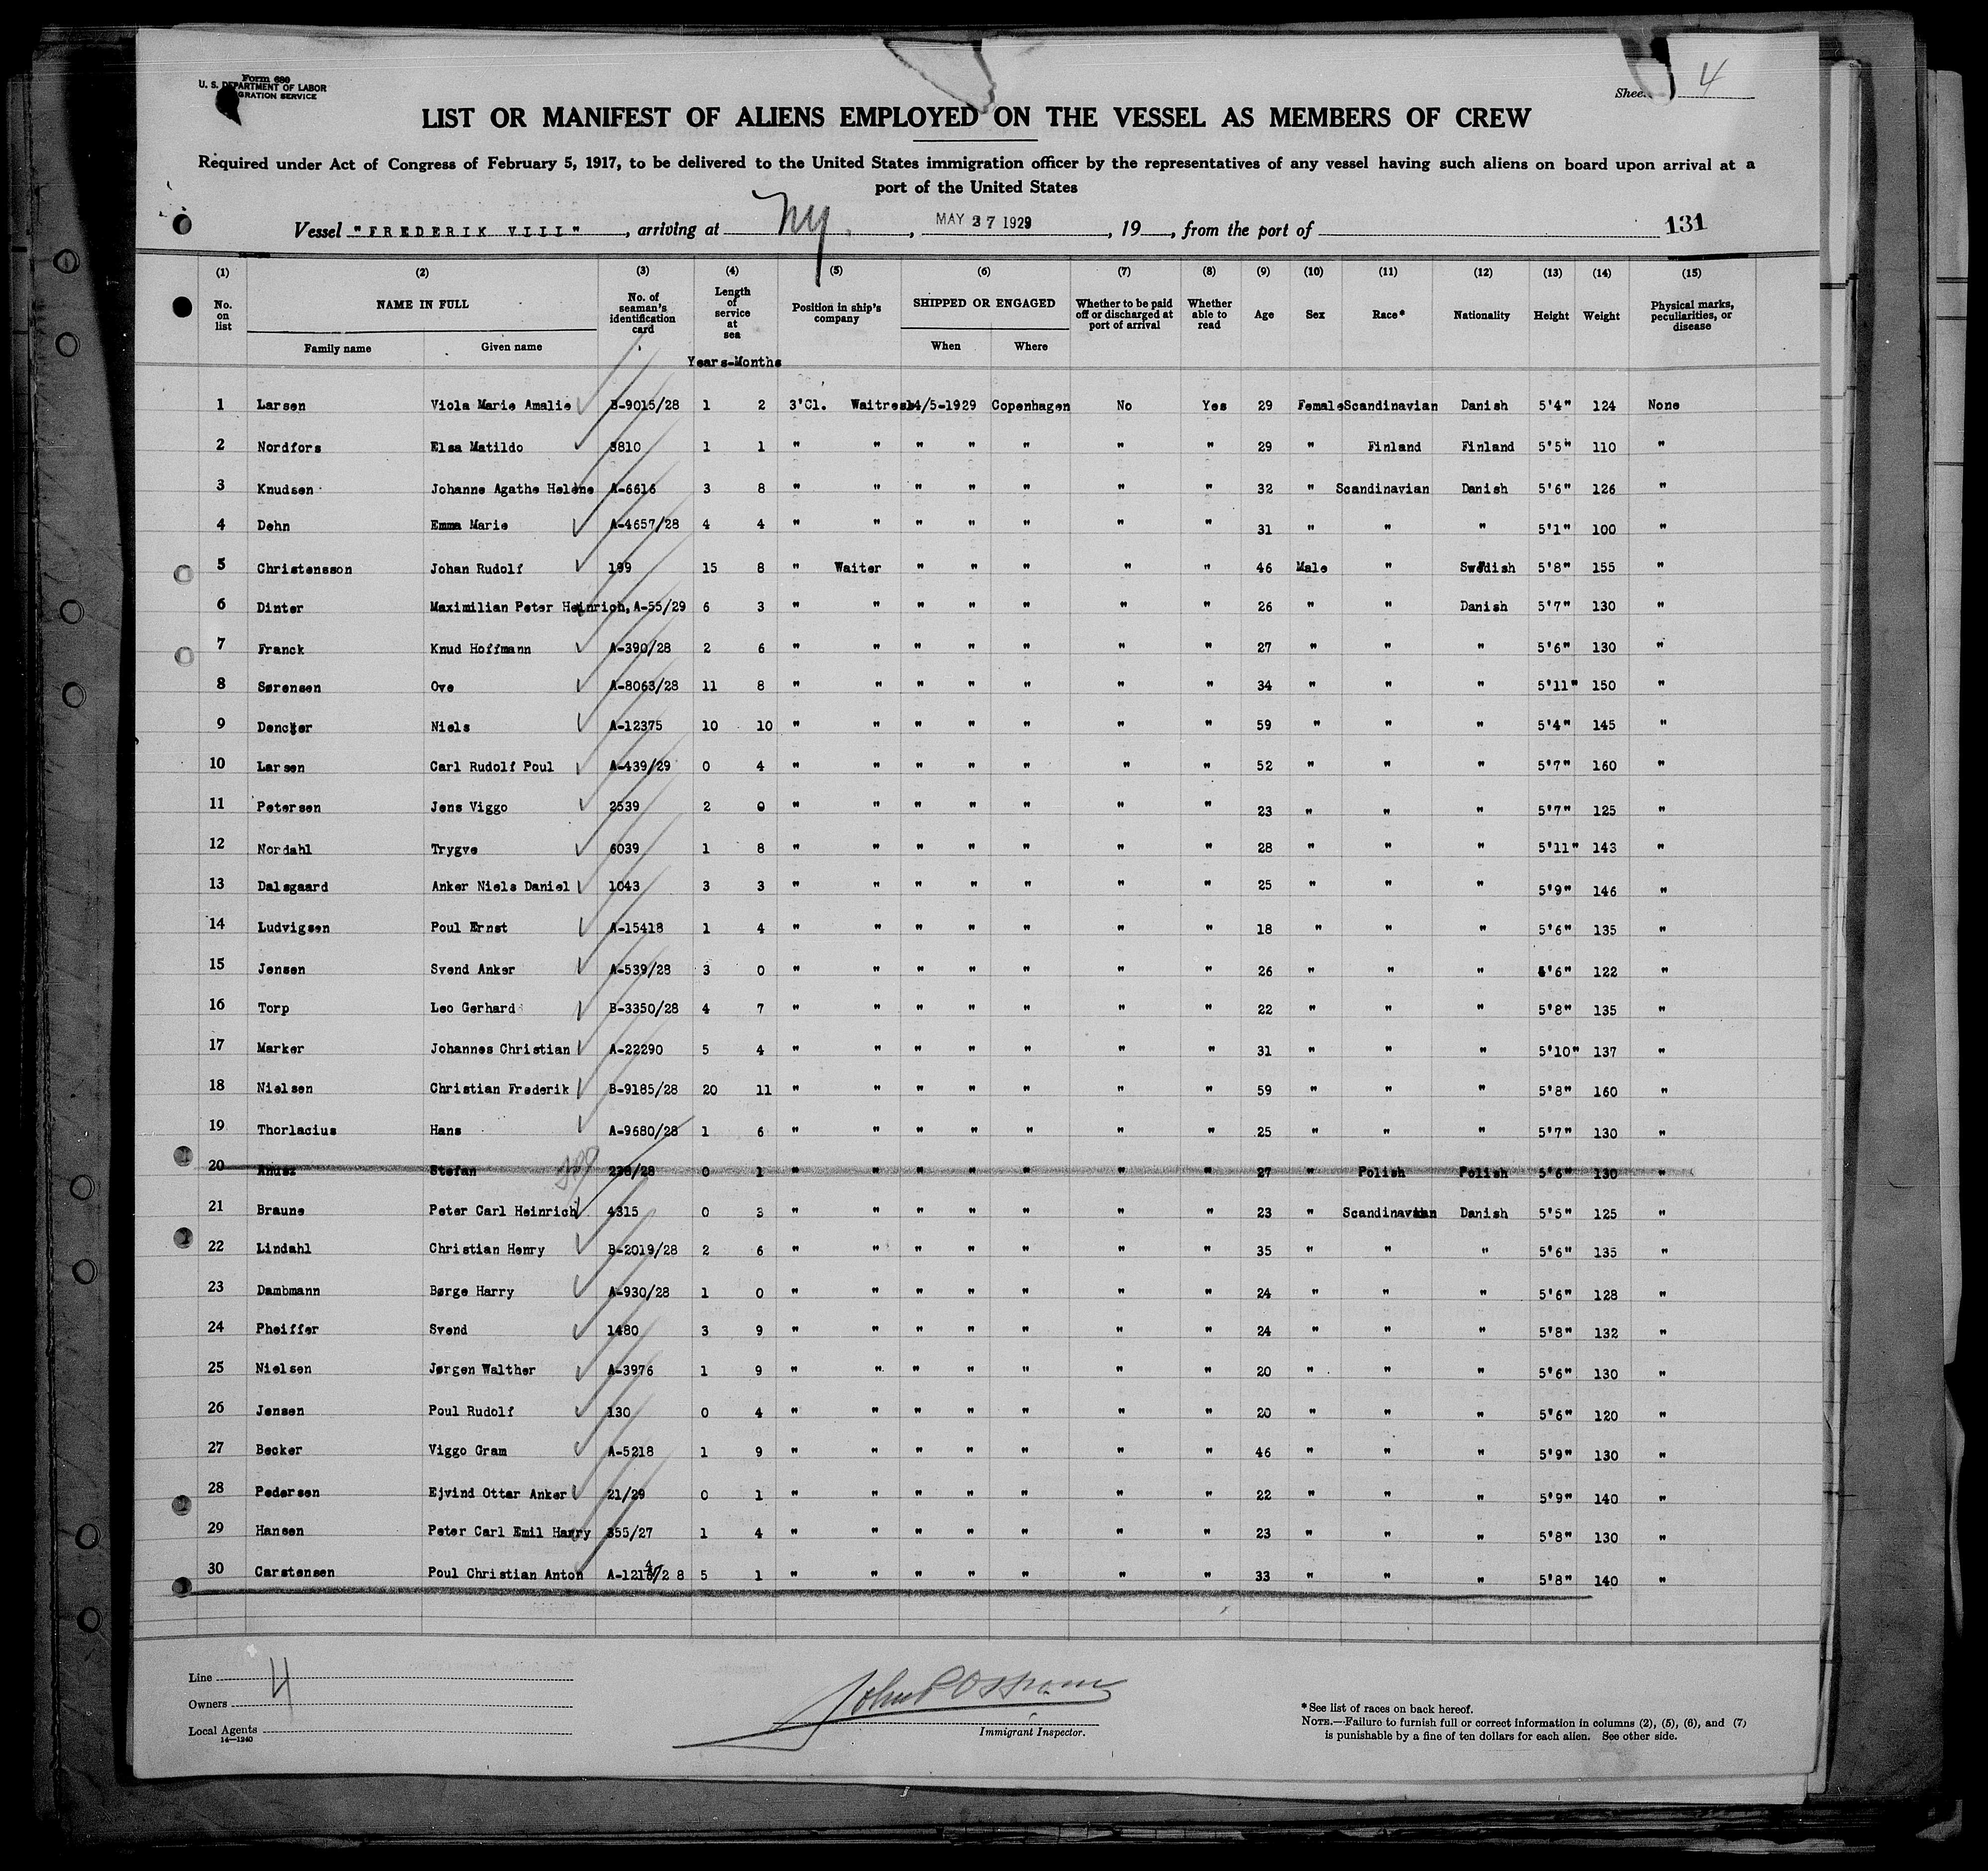 Form 680
U. S. DEPARTMENT OF LABOR
IMMIGRATION SERVICE
Sheet 4
LIST OR MANIFEST OF ALIENS EMPLOYED ON THE VESSEL AS MEMBERS OF CREW
Required under Act of Congress of February 5, 1917, to be delivered to the United States immigration officer by the representatives of any vessel having such aliens on board upon arrival at a
port of the United States
Vessel "FREDERIK VIII", arriving at NY., MAY 27 1929, 19, from the port of 131
(1) (2) (3) (4) (5) (6) (7) (8) (9) (10) (11) (12) (13) (14) (15)
No. on list NAME IN FULL Family name Given name No. of seaman's identification card Length of service at sea Position in ship's company SHIPPED OR ENGAGED When Where Whether to be paid off or discharged at port of arrival Whether able to read Age Sex Race* Nationality Height Weight Physical marks, peculiarities, or disease
Years-Months
1 Larsen Viola Marie Amalie B-9015/28 1 2 3'Cl. Waitress 14/5-1929 Copenhagen No Yes 29 Female Scandinavian Danish 5'4" 124 None
2 Nordfors Elsa Matildo 3810 1 1 " " " " " " " 29 " Finland Finland 5'5" 110 "
3 Knudsen Johanne Agathe Helene A-6616 3 8 " " " " " " " 32 " Scandinavian Danish 5'6" 126 "
4 Dehn Emma Marie A-4657/28 4 4 " " " " " " " 31 " " " 5'1" 100 "
5 Christensson Johan Rudolf 199 15 8 " Waiter " " " " " 46 Male " Swedish 5'8" 155 "
6 Dinter Maximilian Peter Heinrich, A-55/29 6 3 " " " " " " " 26 " " Danish 5'7" 130 "
7 Franck Knud Hoffmann A-390/28 2 6 " " " " " " " 27 " " " 5'6" 130 "
8 Sørensen Ove A-8063/28 11 8 " " " " " " " 34 " " " 5'11" 150 "
9 Dencker Niels A-12375 10 10 " " " " " " " 59 " " " 5'4" 145 "
10 Larsen Carl Rudolf Poul A-439/29 0 4 " " " " " " " 52 " " " 5'7" 160 "
11 Petersen Jens Viggo 2539 2 0 " " " " " " " 23 " " " 5'7" 125 "
12 Nordahl Trygve 6039 1 8 " " " " " " " 28 " " " 5'11" 143 "
13 Dalsgaard Anker Niels Daniel 1043 3 3 " " " " " " " 25 " " " 5'9" 146 "
14 Ludvigsen Poul Ernst A-15418 1 4 " " " " " " " 18 " " " 5'6" 135 "
15 Jensen Svend Anker A-539/28 3 0 " " " " " " " 26 " " " 5'6" 122 "
16 Torp Leo Gerhard B-3350/28 4 7 " " " " " " " 22 " " " 5'8" 135 "
17 Marker Johannes Christian A-22290 5 4 " " " " " " " 31 " " " 5'10" 137 "
18 Nielsen Christian Frederik B-9185/28 20 11 " " " " " " " 59 " " " 5'8" 160 "
19 Thorlacius Hans A-9680/28 1 6 " " " " " " " 25 " " " 5'7" 130 "
20 Anusz Stefan 238/28 0 1 " " " " " " " 27 " Polish Polish 5'6" 130 "
21 Braune Peter Carl Heinrich 4315 0 3 " " " " " " " 23 " Scandinavian Danish 5'5" 125 "
22 Lindahl Christian Henry B-2019/28 2 6 " " " " " " " 35 " " " 5'6" 135 "
23 Dambmann Børge Harry A-930/28 1 0 " " " " " " " 24 " " " 5'6" 128 "
24 Pheiffer Svend 1480 3 9 " " " " " " " 24 " " " 5'8" 132 "
25 Nielsen Jørgen Walther A-3976 1 9 " " " " " " " 20 " " " 5'6" 130 "
26 Jensen Poul Rudolf 130 0 4 " " " " " " " 20 " " " 5'6" 120 "
27 Becker Viggo Gram A-5218 1 9 " " " " " " " 46 " " " 5'9" 130 "
28 Pedersen Ejvind Ottar Anker 21/29 0 1 " " " " " " " 22 " " " 5'9" 140 "
29 Hansen Peter Carl Emil Harry 355/27 1 4 " " " " " " " 23 " " " 5'8" 130 "
30 Carstensen Poul Christian Anton A-1214/28 5 1 " " " " " " " 33 " " " 5'8" 140 "
Line
4
Owners
Local Agents
14—1240
Immigrant Inspector.
*See list of races on back hereof.
NOTE.—Failure to furnish full or correct information in columns (2), (5), (6), and (7)
is punishable by a fine of ten dollars for each alien. See other side.